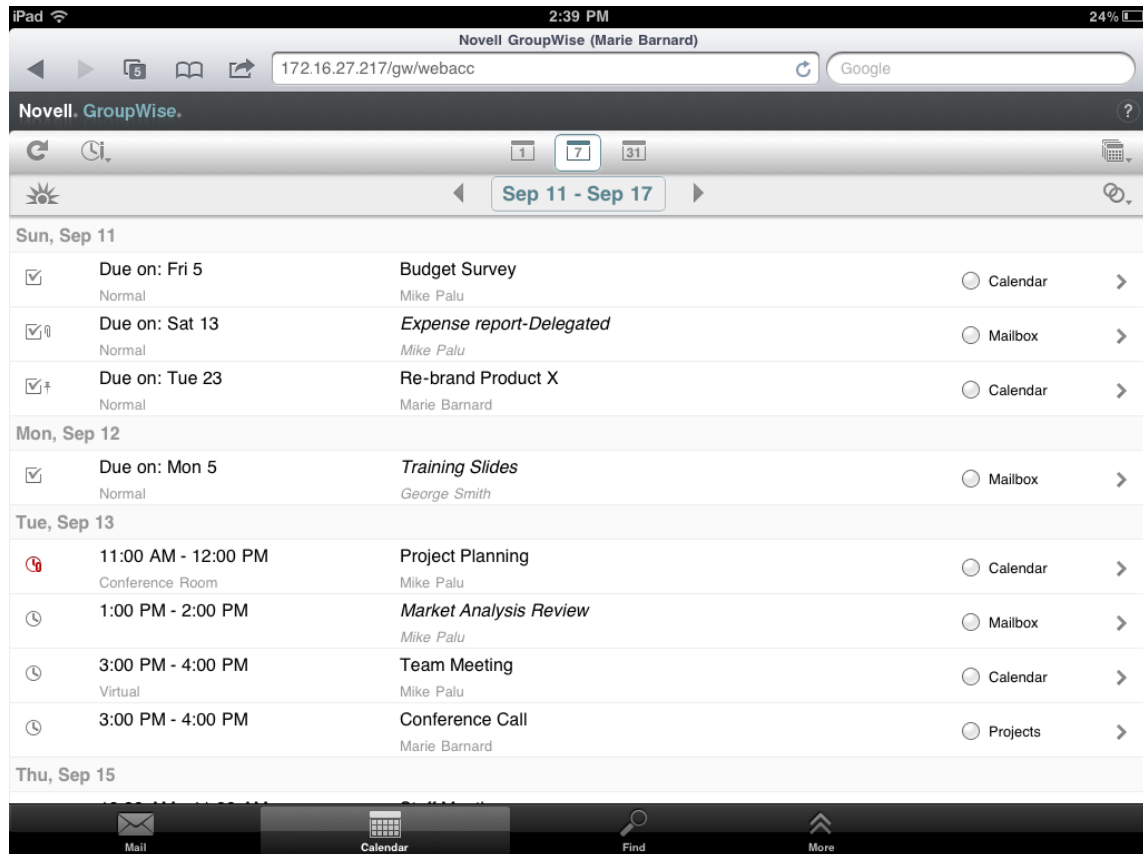 iPad 2:39 PM 24%
Novell GroupWise (Marie Barnard)
5 172.16.27.217/gw/webacc Google
Novell. GroupWise. ?
1 7 31
Sep 11 - Sep 17
Sun, Sep 11
Due on: Fri 5 Budget Survey Calendar
Normal Mike Palu
Due on: Sat 13 Expense report-Delegated Mailbox
Normal Mike Palu
Due on: Tue 23 Re-brand Product X Calendar
Normal Marie Barnard
Mon, Sep 12
Due on: Mon 5 Training Slides Mailbox
Normal George Smith
Tue, Sep 13
11:00 AM - 12:00 PM Project Planning Calendar
Conference Room Mike Palu
1:00 PM - 2:00 PM Market Analysis Review Mailbox
Mike Palu
3:00 PM - 4:00 PM Team Meeting Calendar
Virtual Mike Palu
3:00 PM - 4:00 PM Conference Call Projects
Marie Barnard
Thu, Sep 15
Mail Calendar Find More